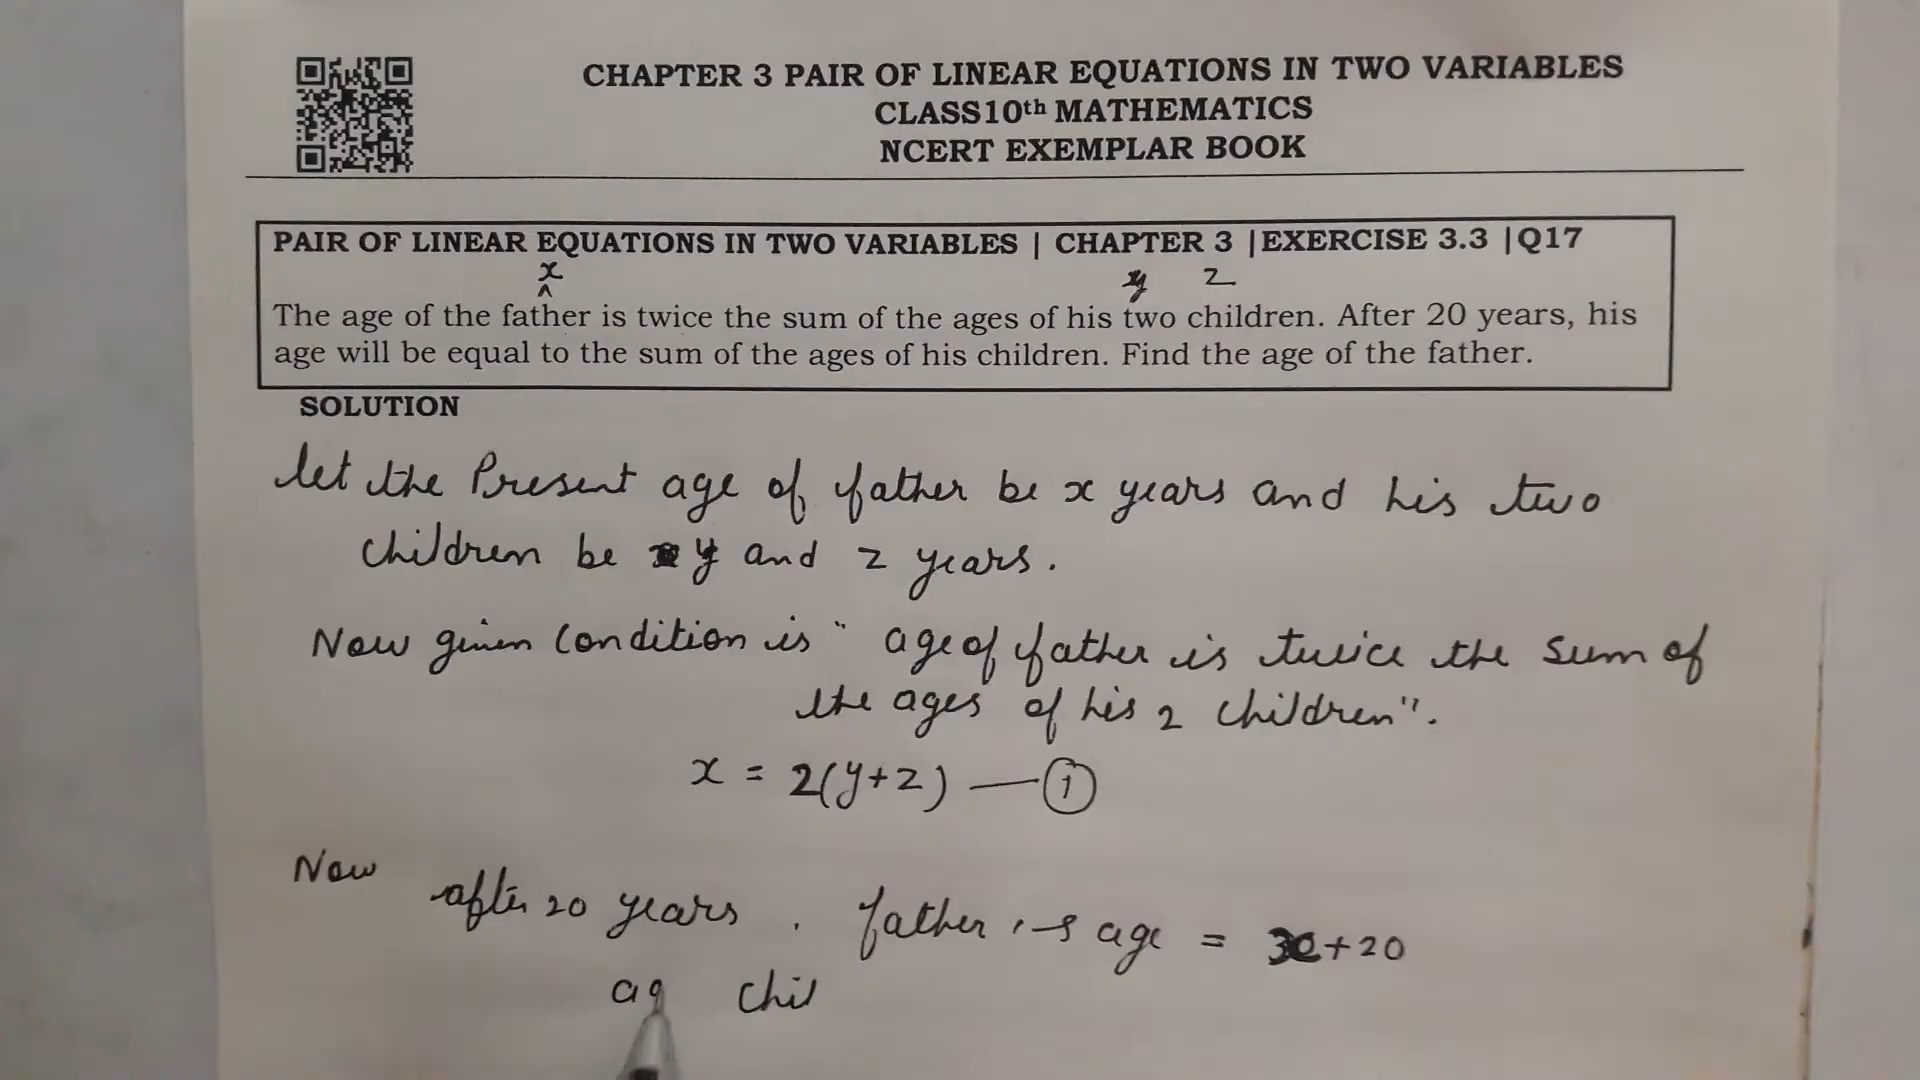 CHAPTER 3 PAIR OF LINEAR EQUATIONS IN TWO VARIABLES
CLASS10th MATHEMATICS
NCERT EXEMPLAR BOOK
PAIR OF LINEAR EQUATIONS IN TWO VARIABLES | CHAPTER 3 |EXERCISE 3.3 |Q17
x y z
The age of the father is twice the sum of the ages of his two children. After 20 years, his
age will be equal to the sum of the ages of his children. Find the age of the father.
SOLUTION
let the Present age of father be x years and his two
children be y and z years.
Now given condition is " age of father is twice the sum of
the ages of his 2 children".
x = 2(y+z) — 1
Now after 20 years, father's age = x+20
ag chil